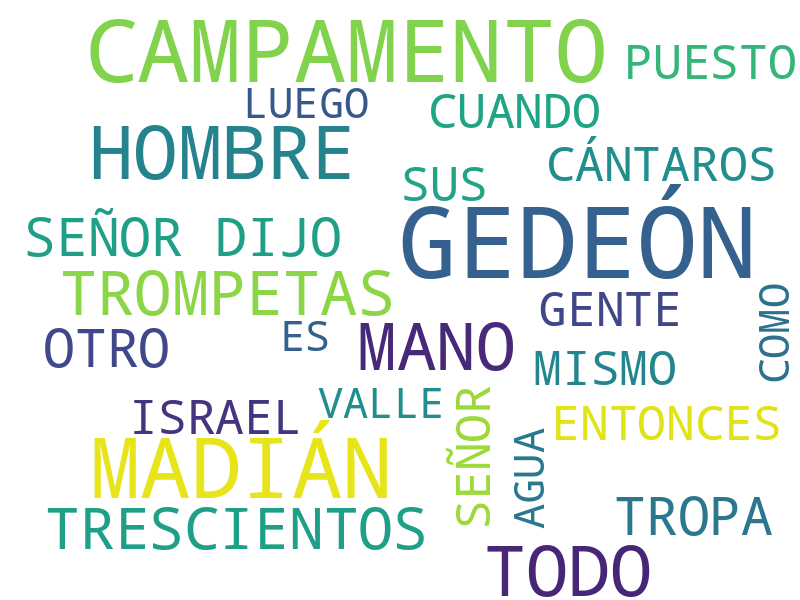 CAMPAMENTO
PUESTO
LUEGO
CUANDO
HOMBRE
CÁNTAROS
SUS
SEÑOR DIJO
GEDEÓN
TROMPETAS
GENTE
COMO
OTRO
ES
MANO
MISMO
ISRAEL
VALLE
SEÑOR
ENTONCES
MADIÁN
AGUA
TRESCIENTOS
TROPA
TODO